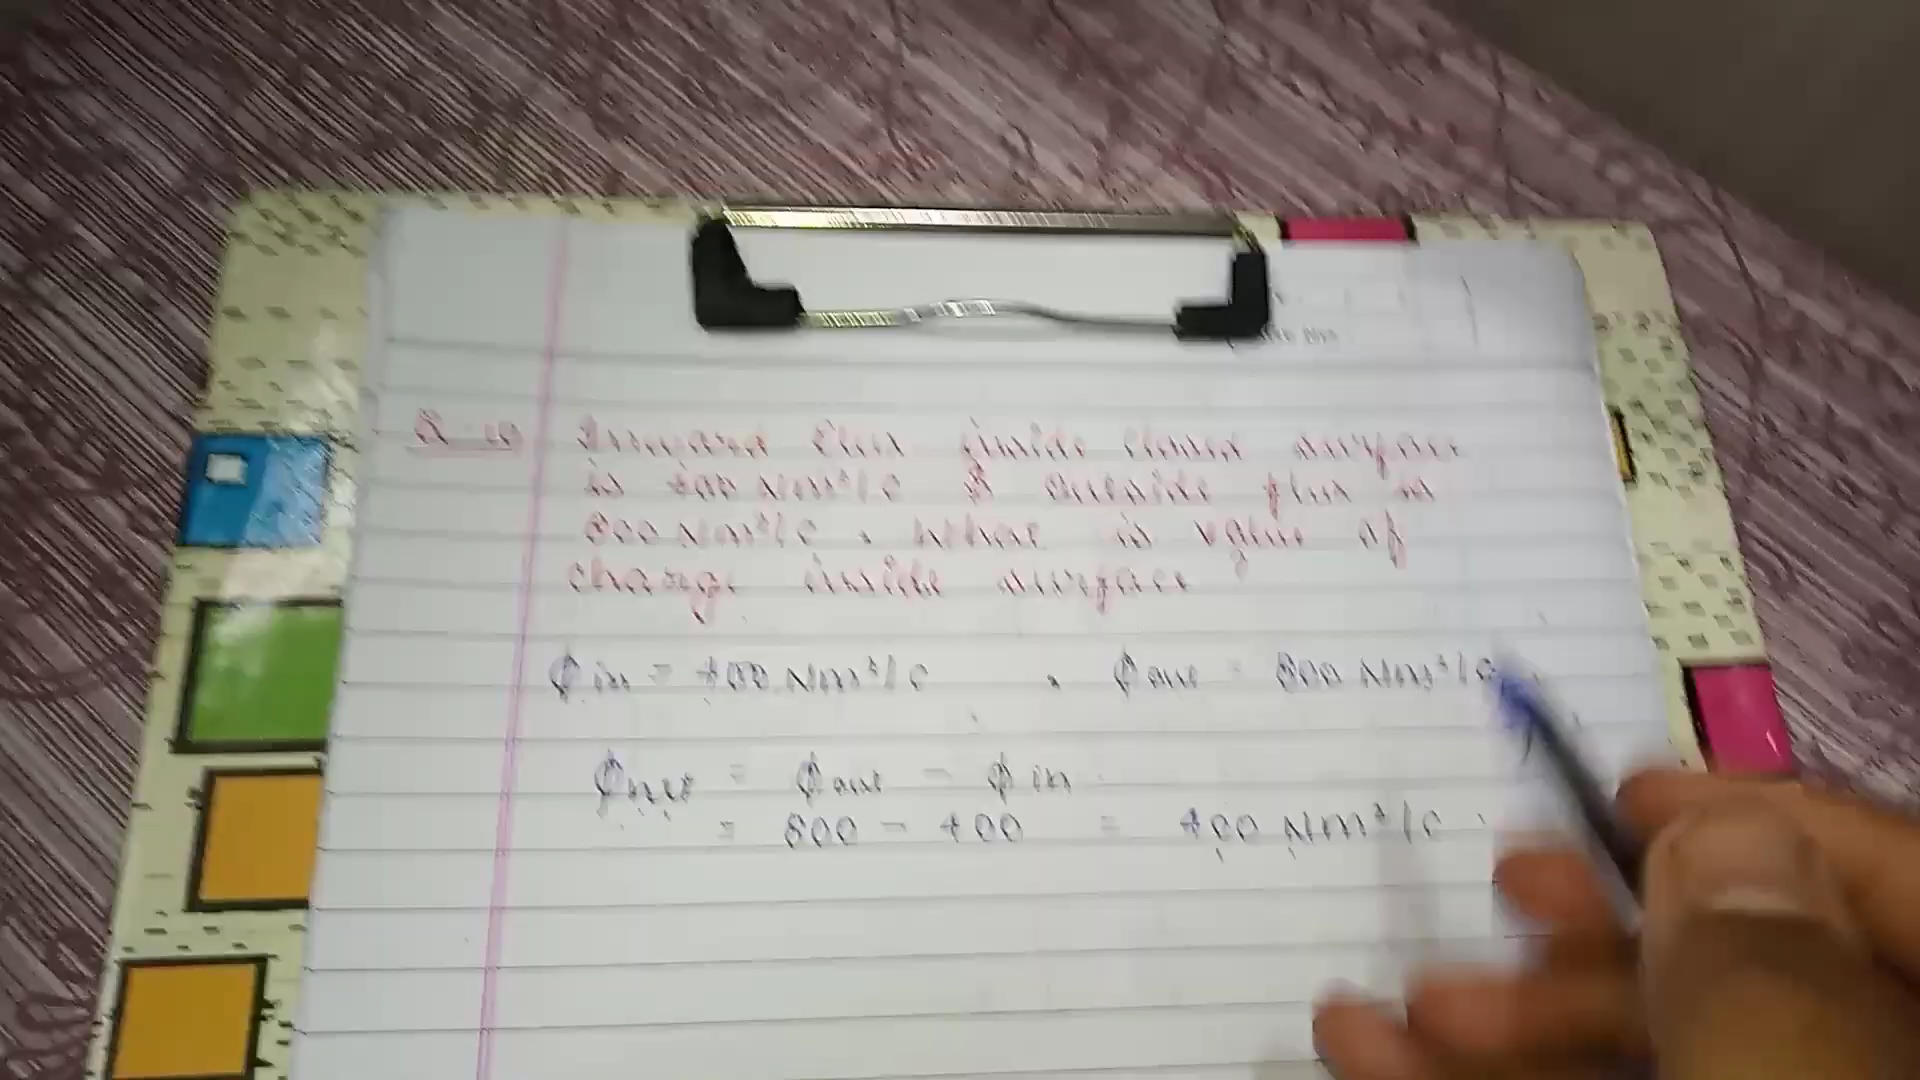 Inward flux inside closed surface
is 400 Nm²/C & outside flux is
800 Nm²/C. What is value of
charge inside surface
ϕin = 400 Nm²/C , ϕout = 800 Nm²/C
ϕnet = ϕout - ϕin
= 800 - 400 = 400 Nm²/C